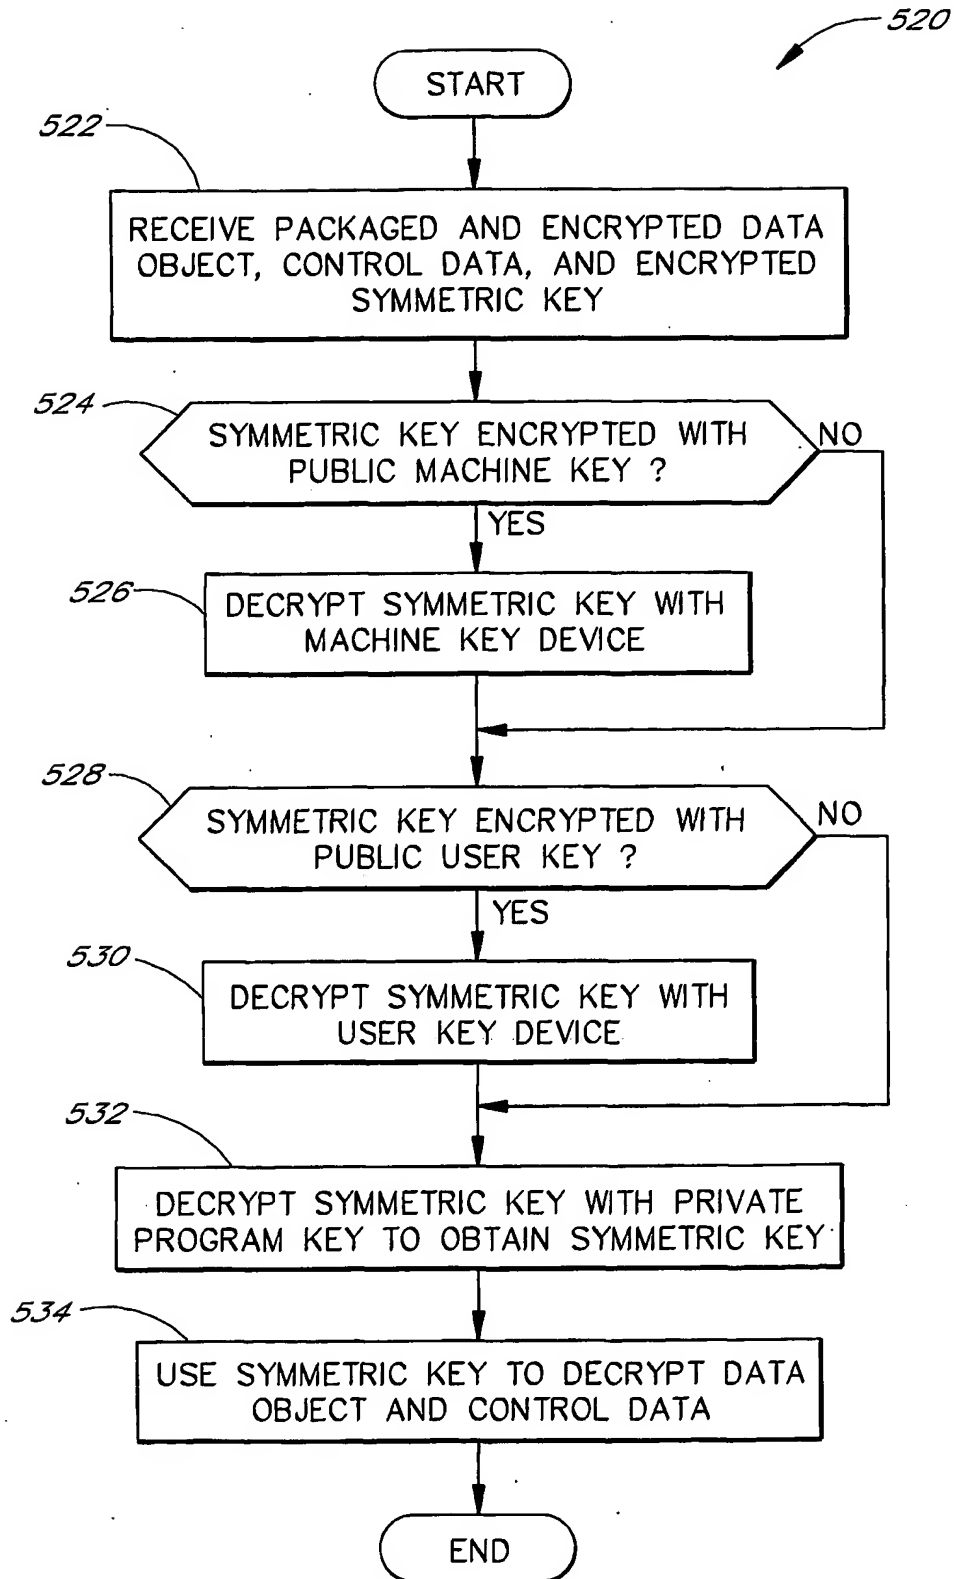 520
START
522
RECEIVE PACKAGED AND ENCRYPTED DATA
OBJECT, CONTROL DATA, AND ENCRYPTED
SYMMETRIC KEY
524
SYMMETRIC KEY ENCRYPTED WITH
PUBLIC MACHINE KEY ?
NO
YES
526
DECRYPT SYMMETRIC KEY WITH
MACHINE KEY DEVICE
528
SYMMETRIC KEY ENCRYPTED WITH
PUBLIC USER KEY ?
NO
YES
530
DECRYPT SYMMETRIC KEY WITH
USER KEY DEVICE
532
DECRYPT SYMMETRIC KEY WITH PRIVATE
PROGRAM KEY TO OBTAIN SYMMETRIC KEY
534
USE SYMMETRIC KEY TO DECRYPT DATA
OBJECT AND CONTROL DATA
END